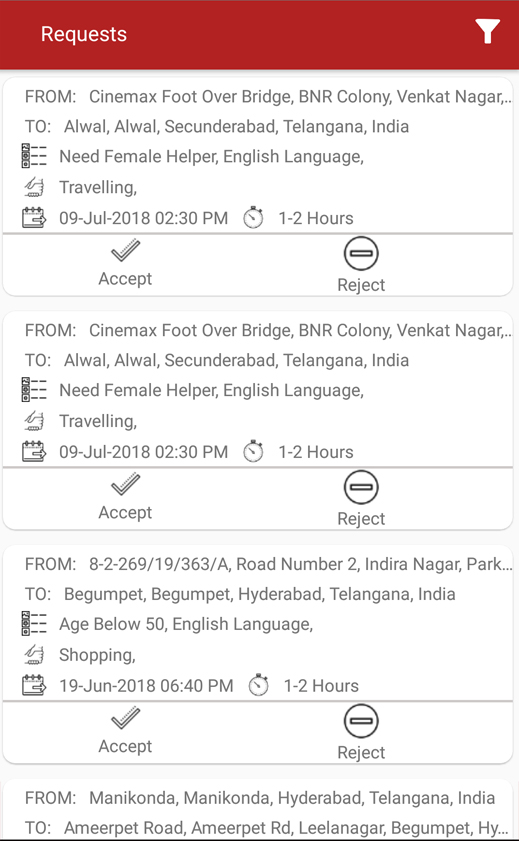 Requests
FROM: Cinemax Foot Over Bridge, BNR Colony, Venkat Nagar,...
TO: Alwal, Alwal, Secunderabad, Telangana, India
Need Female Helper, English Language,
Travelling,
09-Jul-2018 02:30 PM 1-2 Hours
Accept Reject
FROM: Cinemax Foot Over Bridge, BNR Colony, Venkat Nagar,...
TO: Alwal, Alwal, Secunderabad, Telangana, India
Need Female Helper, English Language,
Travelling,
09-Jul-2018 02:30 PM 1-2 Hours
Accept Reject
FROM: 8-2-269/19/363/A, Road Number 2, Indira Nagar, Park...
TO: Begumpet, Begumpet, Hyderabad, Telangana, India
Age Below 50, English Language,
Shopping,
19-Jun-2018 06:40 PM 1-2 Hours
Accept Reject
FROM: Manikonda, Manikonda, Hyderabad, Telangana, India
TO: Ameerpet Road, Ameerpet Rd, Leelanagar, Begumpet, Hy...